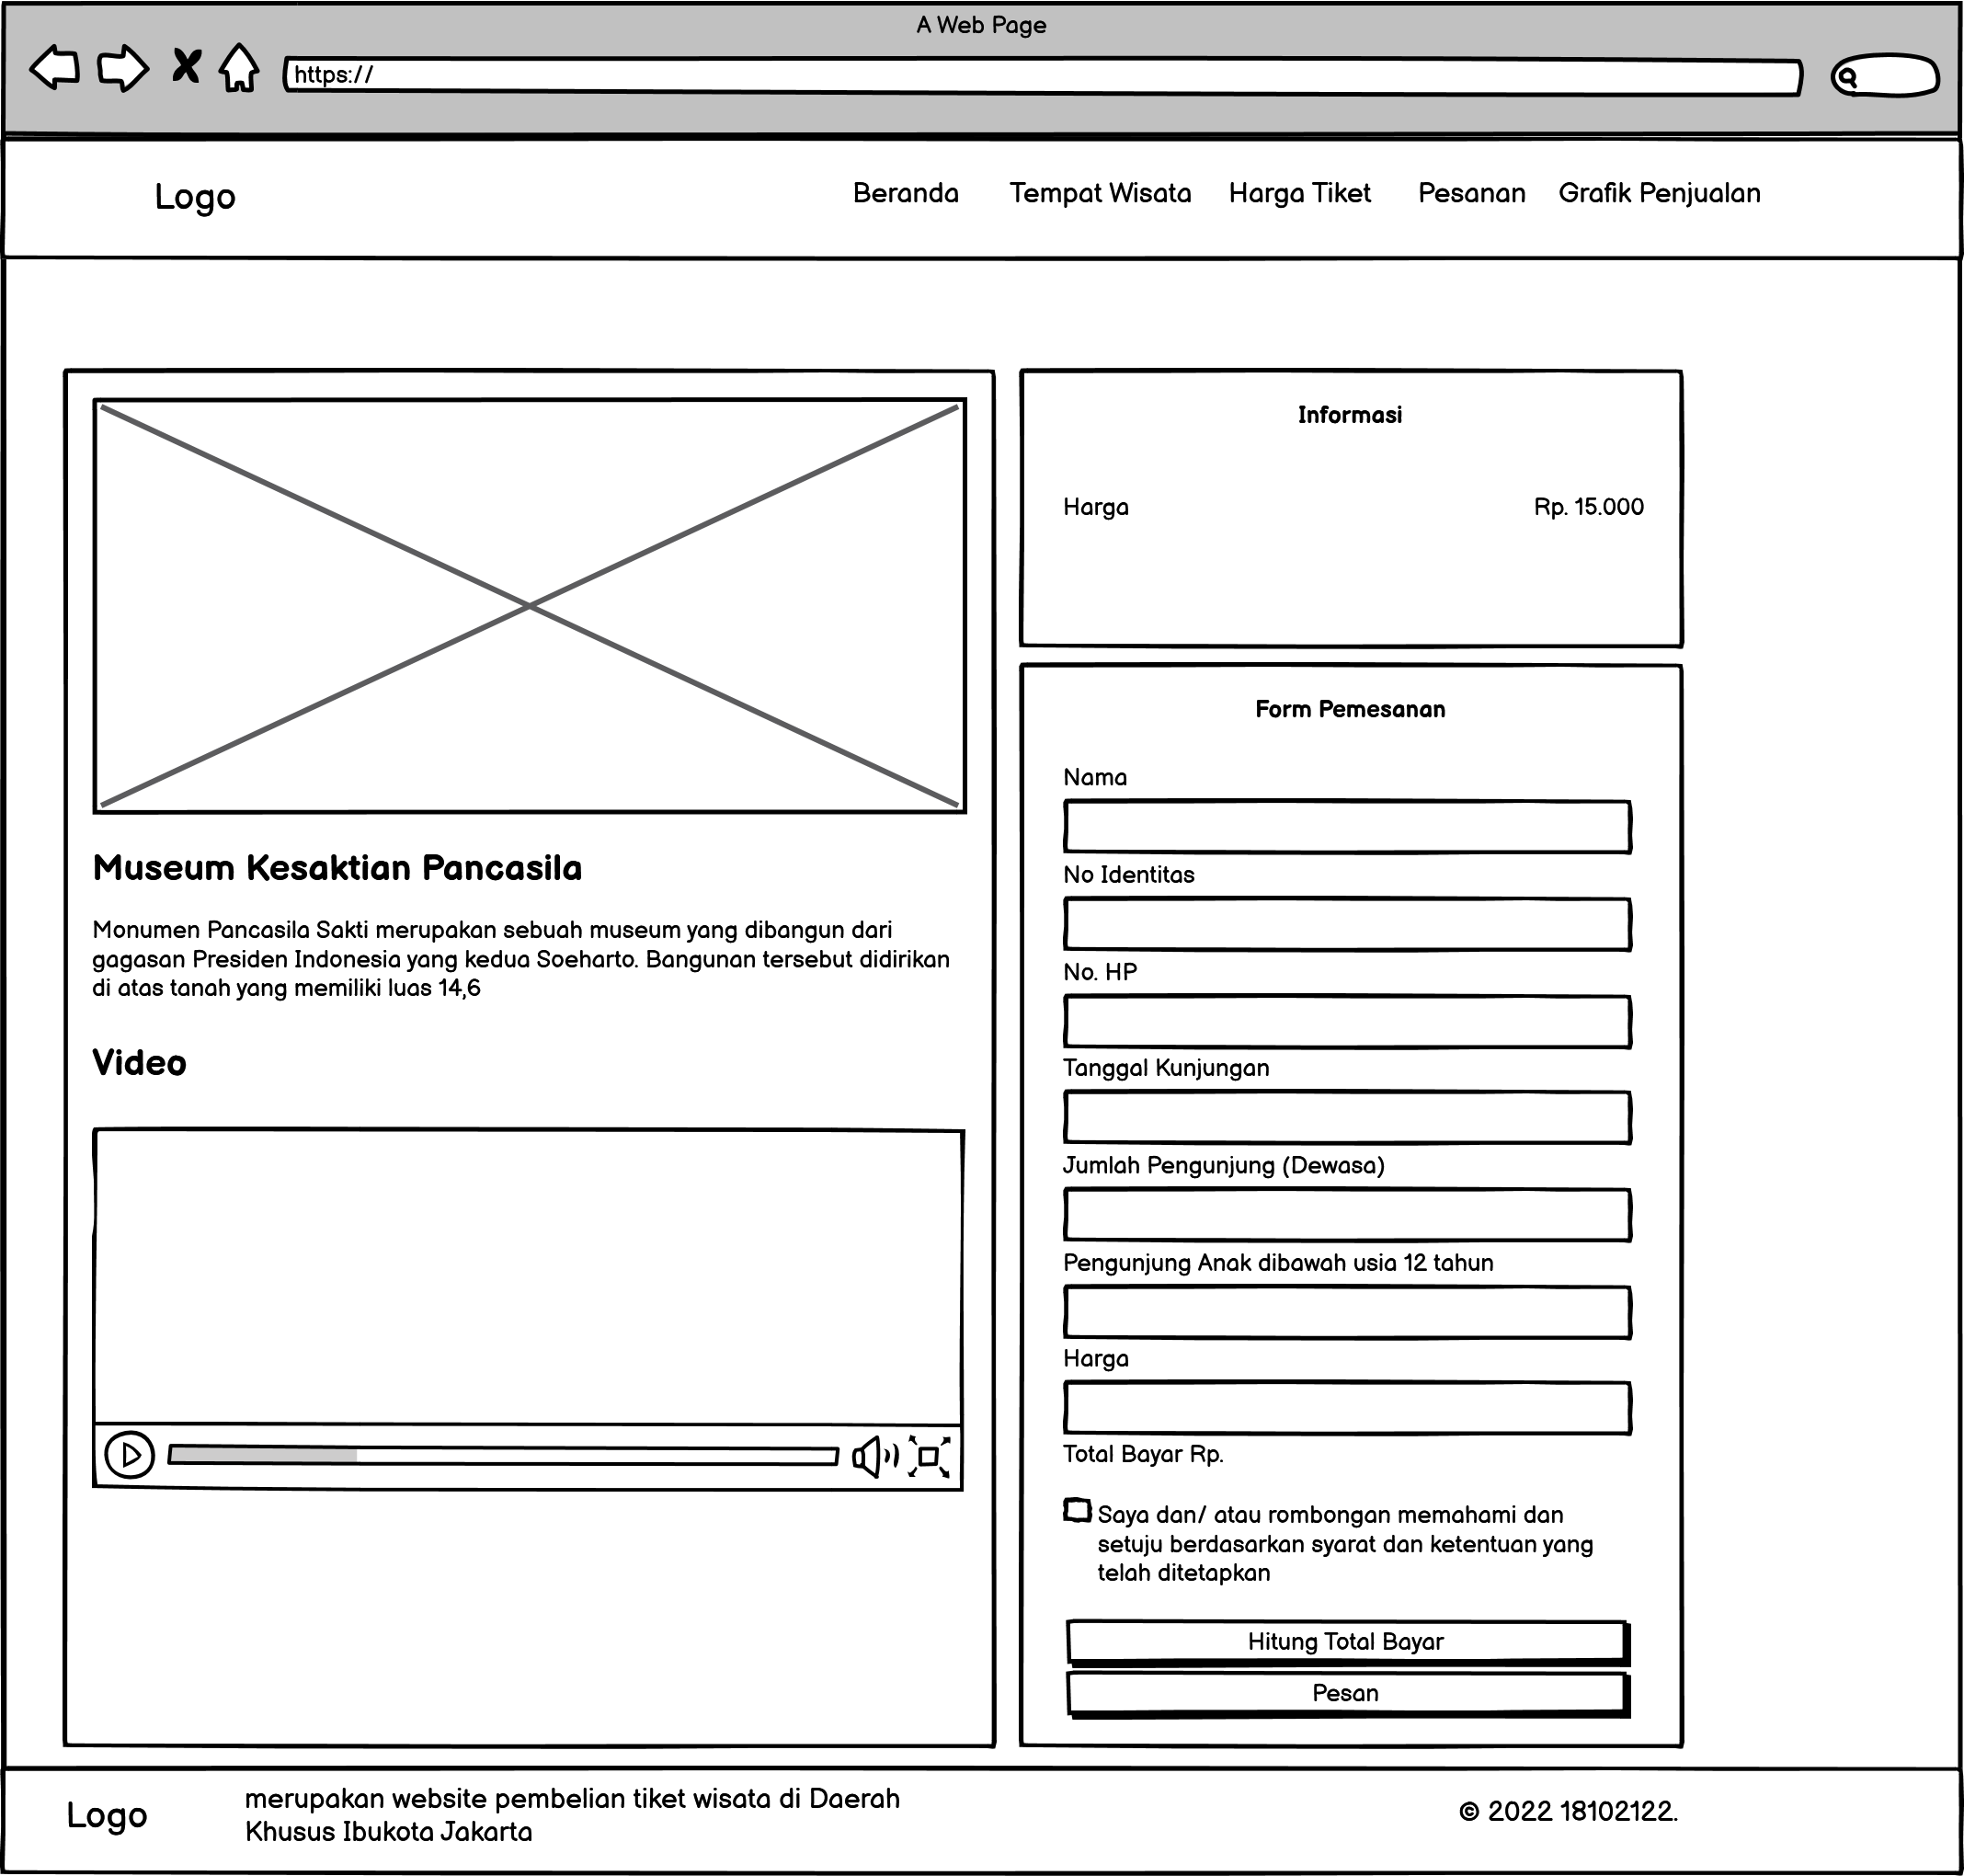 A Web Page
https://
Logo
Beranda
Tempat Wisata
Harga Tiket
Pesanan
Grafik Penjualan
Museum Kesaktian Pancasila
Monumen Pancasila Sakti merupakan sebuah museum yang dibangun dari
gagasan Presiden Indonesia yang kedua Soeharto. Bangunan tersebut didirikan
di atas tanah yang memiliki luas 14,6
Video
Informasi
Harga
Rp. 15.000
Form Pemesanan
Nama
No Identitas
No. HP
Tanggal Kunjungan
Jumlah Pengunjung (Dewasa)
Pengunjung Anak dibawah usia 12 tahun
Harga
Total Bayar Rp.
Saya dan/ atau rombongan memahami dan
setuju berdasarkan syarat dan ketentuan yang
telah ditetapkan
Hitung Total Bayar
Pesan
Logo
merupakan website pembelian tiket wisata di Daerah
Khusus Ibukota Jakarta
© 2022 18102122.